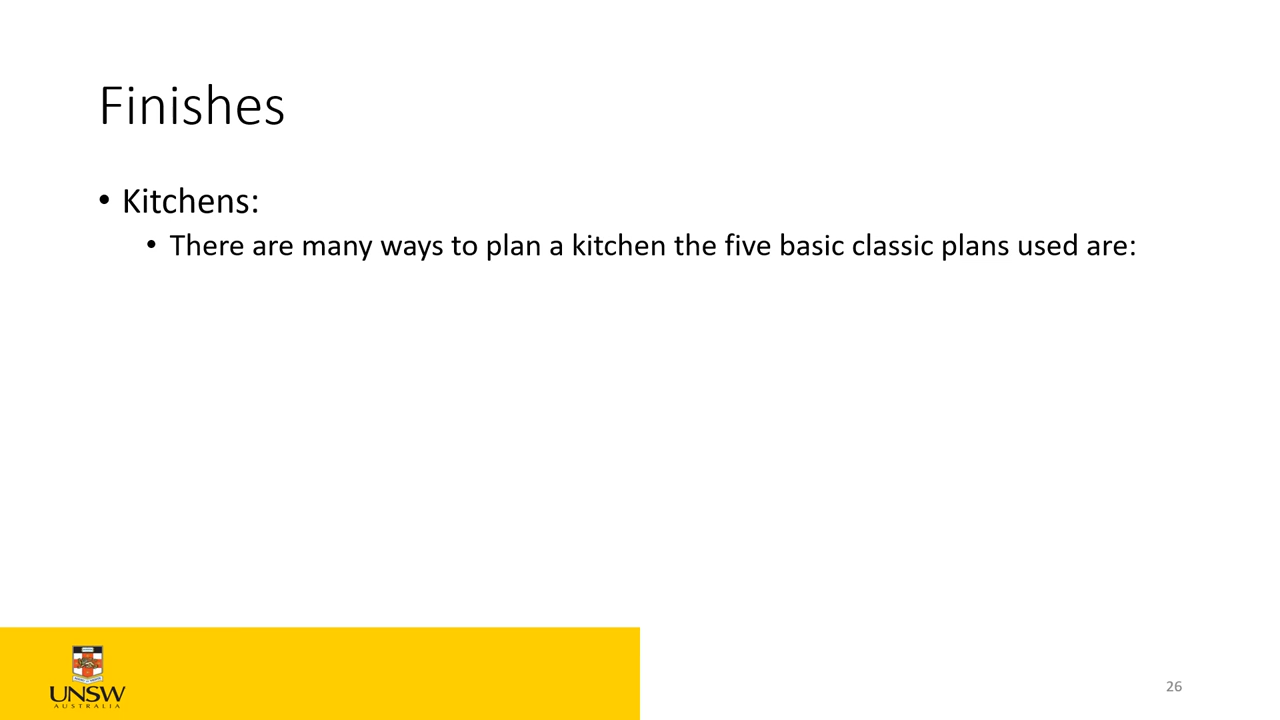 Finishes
• Kitchens:
• There are many ways to plan a kitchen the five basic classic plans used are:
UNSW
AUSTRALIA
26